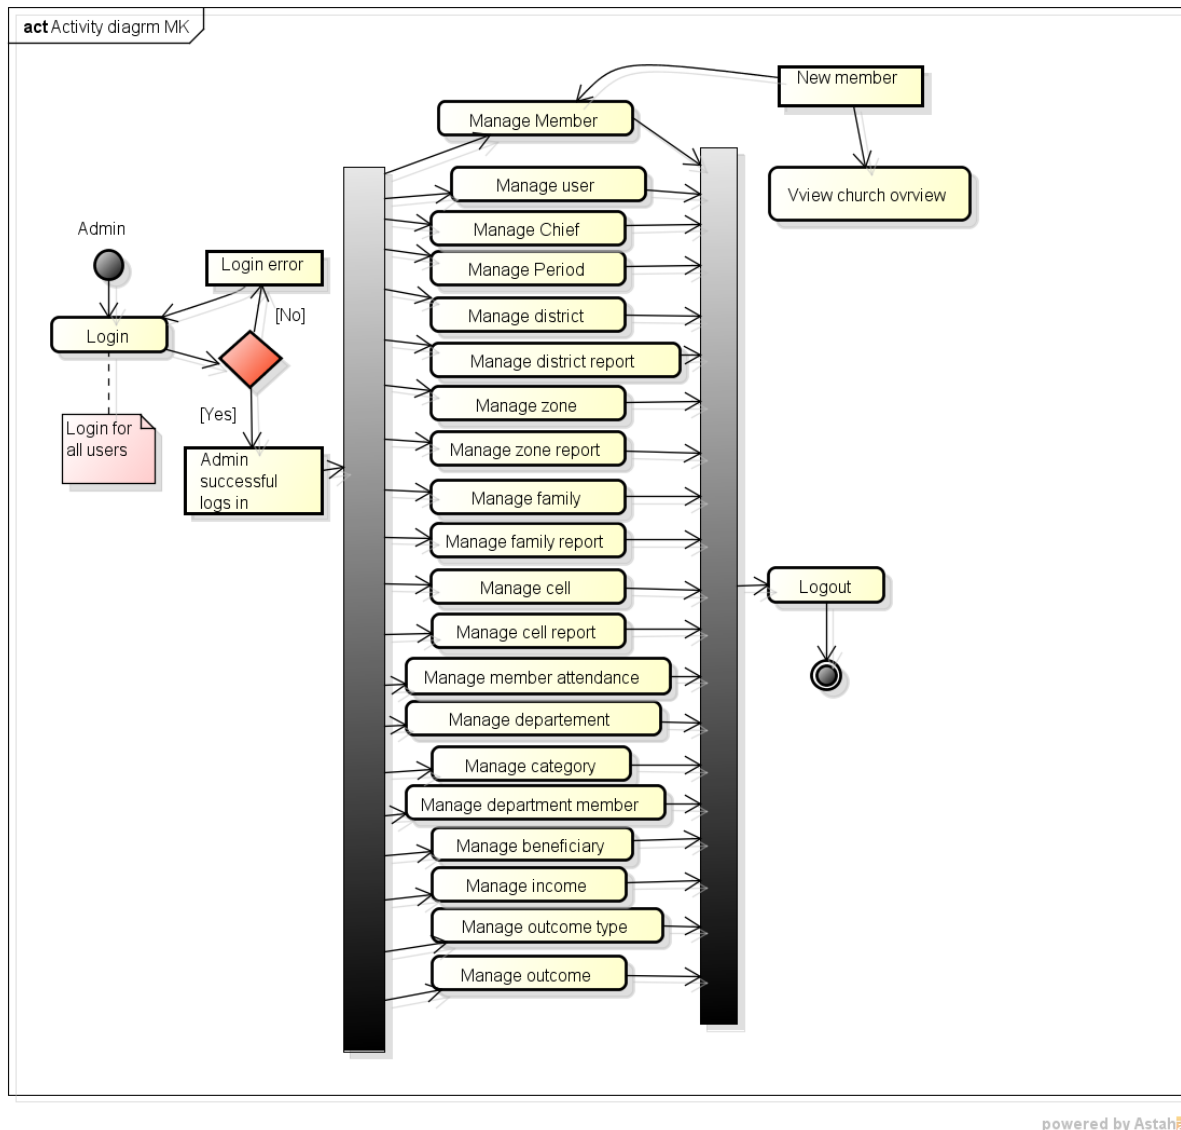 act Activity diagrm MK
New member
Manage Member
Manage user
Vview church ovrview
Admin
Manage Chief
Login error
Manage Period
[No]
Manage district
Login
Manage district report
[Yes]
Manage zone
Login for
all users
Manage zone report
Admin
successful
logs in
Manage family
Manage family report
Manage cell
Logout
Manage cell report
Manage member attendance
Manage departement
Manage category
Manage department member
Manage beneficiary
Manage income
Manage outcome type
Manage outcome
powered by Astah